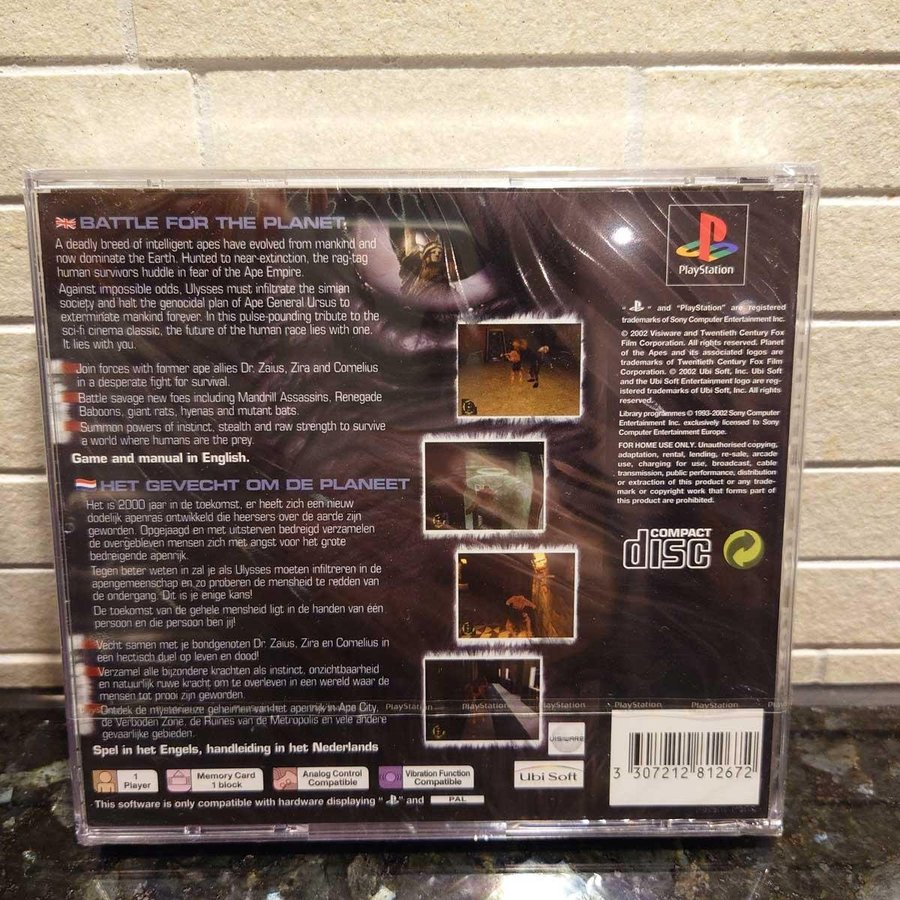 BATTLE FOR THE PLANET
A deadly breed of intelligent apes have evolved from mankind and
now dominate the Earth. Hunted to near-extinction, the rag-tag
human survivors huddle in fear of the Ape Empire.
Against impossible odds, Ulysses must infiltrate the simian
society and halt the genocidal plan of Ape General Ursus to
exterminate mankind forever. In this pulse-pounding tribute to the
sci-fi cinema classic, the future of the human race lies with one.
It lies with you.
Join forces with former ape allies Dr. Zaius, Zira and Cornelius
in a desperate fight for survival.
Battle savage new foes including Mandrill Assassins, Renegade
Baboons, giant rats, hyenas and mutant bats.
Summon powers of instinct, stealth and raw strength to survive
a world where humans are the prey.
Game and manual in English.
HET GEVECHT OM DE PLANEET
Het is 2000 jaar in de toekomst, er heeft zich een nieuw
dodelijk apenras ontwikkeld die heersers over de aarde zijn
geworden. Opgejaagd en met uitsterven bedreigd verzamelen
de overgebleven mensen zich met angst voor het grote
bedreigende apenrijk.
Tegen beter weten in zal je als Ulysses moeten infiltreren in de
apengemeenschap en zo proberen de mensheid te redden van
de ondergang. Dit is je enige kans!
De toekomst van de gehele mensheid ligt in de handen van één
persoon en die persoon ben jij!
Vecht samen met je bondgenoten Dr. Zaius, Zira en Cornelius in
een hectisch duel op leven en dood!
Verzamel alle bijzondere krachten als instinct, onzichtbaarheid
en natuurlijk ruwe kracht om te overleven in een wereld waar de
mensen tot prooi zijn geworden.
Ontdek de mysterieuze geheimen van het apenrijk in Ape City,
de Verboden Zone, de Ruines van de Metropolis en vele andere
gevaarlijke gebieden.
Spel in het Engels, handleiding in het Nederlands
1 Player
Memory Card
1 block
Analog Control
Compatible
Vibration Function
Compatible
This software is only compatible with hardware displaying " " and PAL
PlayStation
" " and "PlayStation" are registered
trademarks of Sony Computer Entertainment Inc.
© 2002 Visiware and Twentieth Century Fox
Film Corporation. All rights reserved. Planet
of the Apes and its associated logos are
trademarks of Twentieth Century Fox Film
Corporation. © 2002 Ubi Soft, Inc. Ubi Soft
and the Ubi Soft Entertainment logo are reg-
istered trademarks of Ubi Soft, Inc. All rights
reserved.
Library programmes © 1993-2002 Sony Computer
Entertainment Inc. exclusively licensed to Sony
Computer Entertainment Europe.
FOR HOME USE ONLY. Unauthorised copying,
adaptation, rental, lending, re-sale, arcade
use, charging for use, broadcast, cable
transmission, public performance, distribution
or extraction of this product or any trade-
mark or copyright work that forms part of
this product are prohibited.
COMPACT
disc
PlayStation PlayStation PlayStation PlayStation PlayStation
VISIWARE
Ubi Soft
3 307212 812672